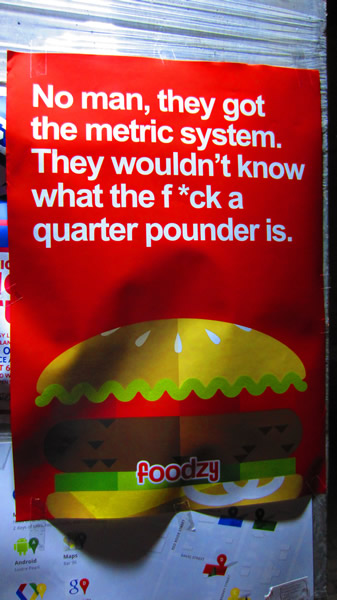 No man, they got
the metric system.
They wouldn't know
what the f*ck a
quarter pounder is.
foodzy
Android
Maps